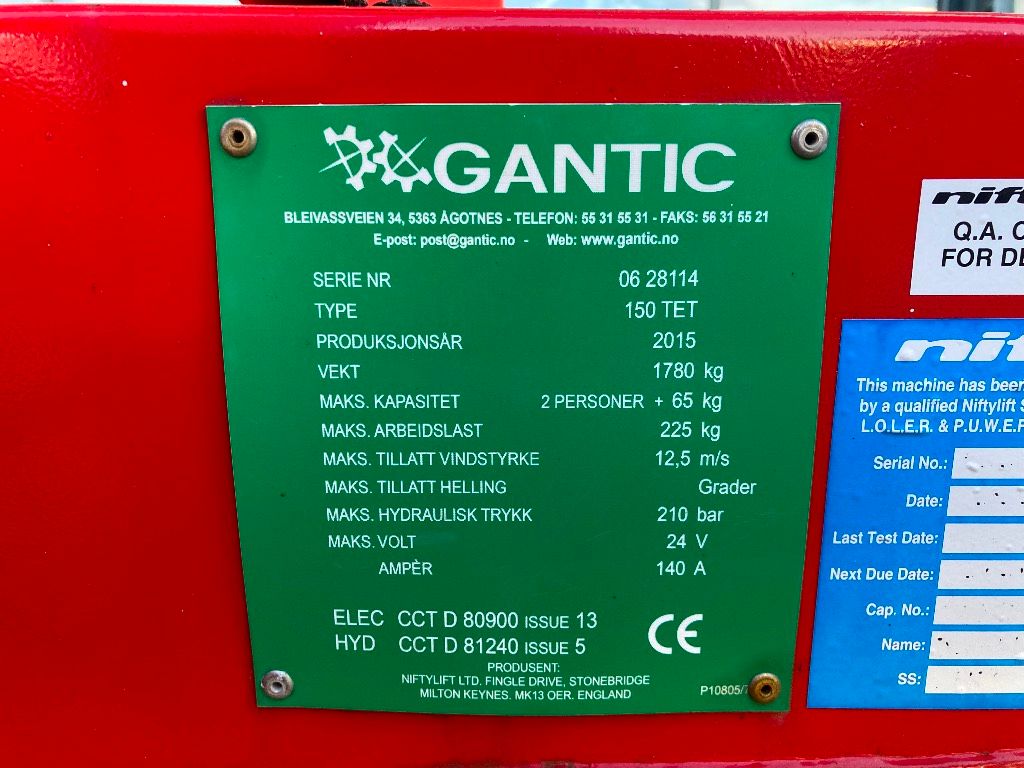 GANTIC
BLEIVASSVEIEN 34, 5363 ÅGOTNES - TELEFON: 55 31 55 31 - FAKS: 56 31 55 21
E-post: post@gantic.no - Web: www.gantic.no
SERIE NR 06 28114
TYPE 150 TET
PRODUKSJONSÅR 2015
VEKT 1780 kg
MAKS. KAPASITET 2 PERSONER + 65 kg
MAKS. ARBEIDSLAST 225 kg
MAKS. TILLATT VINDSTYRKE 12,5 m/s
MAKS. TILLATT HELLING Grader
MAKS. HYDRAULISK TRYKK 210 bar
MAKS. VOLT 24 V
AMPÈR 140 A
ELEC CCT D 80900 ISSUE 13
HYD CCT D 81240 ISSUE 5
CE
PRODUSENT:
NIFTYLIFT LTD. FINGLE DRIVE, STONEBRIDGE
MILTON KEYNES. MK13 OER. ENGLAND
P10805/
Q.A.
FOR
This machine has been
by a qualified Niftylift
L.O.L.E.R. & P.U.W.E.R
Serial No.:
Date:
Last Test Date:
Next Due Date:
Cap. No.:
Name:
SS: